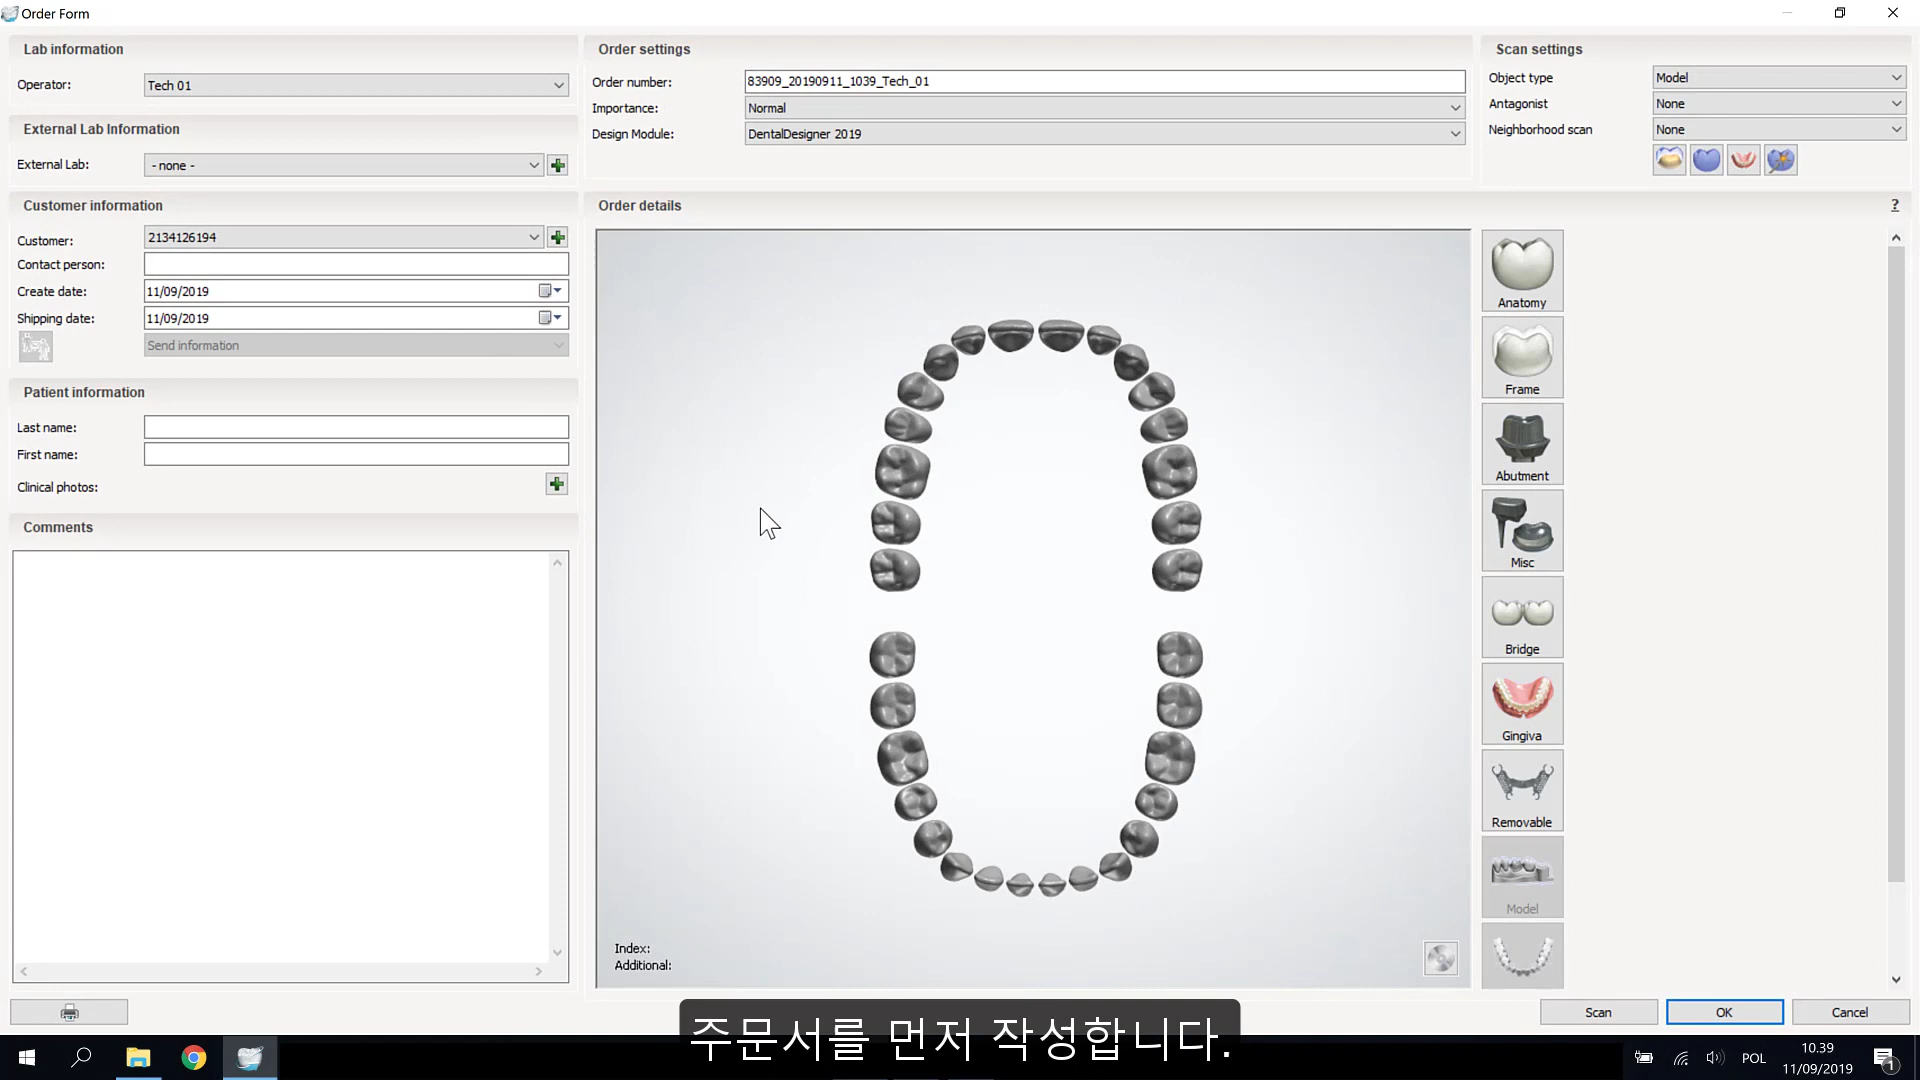 Order Form
Lab information
Operator:
Tech 01
External Lab Information
External Lab:
- none -
Customer information
Customer:
2134126194
Contact person:
Create date:
11/09/2019
Shipping date:
11/09/2019
Send information
Patient information
Last name:
First name:
Clinical photos:
Comments
Order settings
Order number:
83909_20190911_1039_Tech_01
Importance:
Normal
Design Module:
DentalDesigner 2019
Scan settings
Object type
Model
Antagonist
None
Neighborhood scan
None
Order details
?
Index:
Additional:
Anatomy
Frame
Abutment
Misc
Bridge
Gingiva
Removable
Model
Scan
OK
Cancel
주문서를 먼저 작성합니다.
POL
10.39
11/09/2019
1